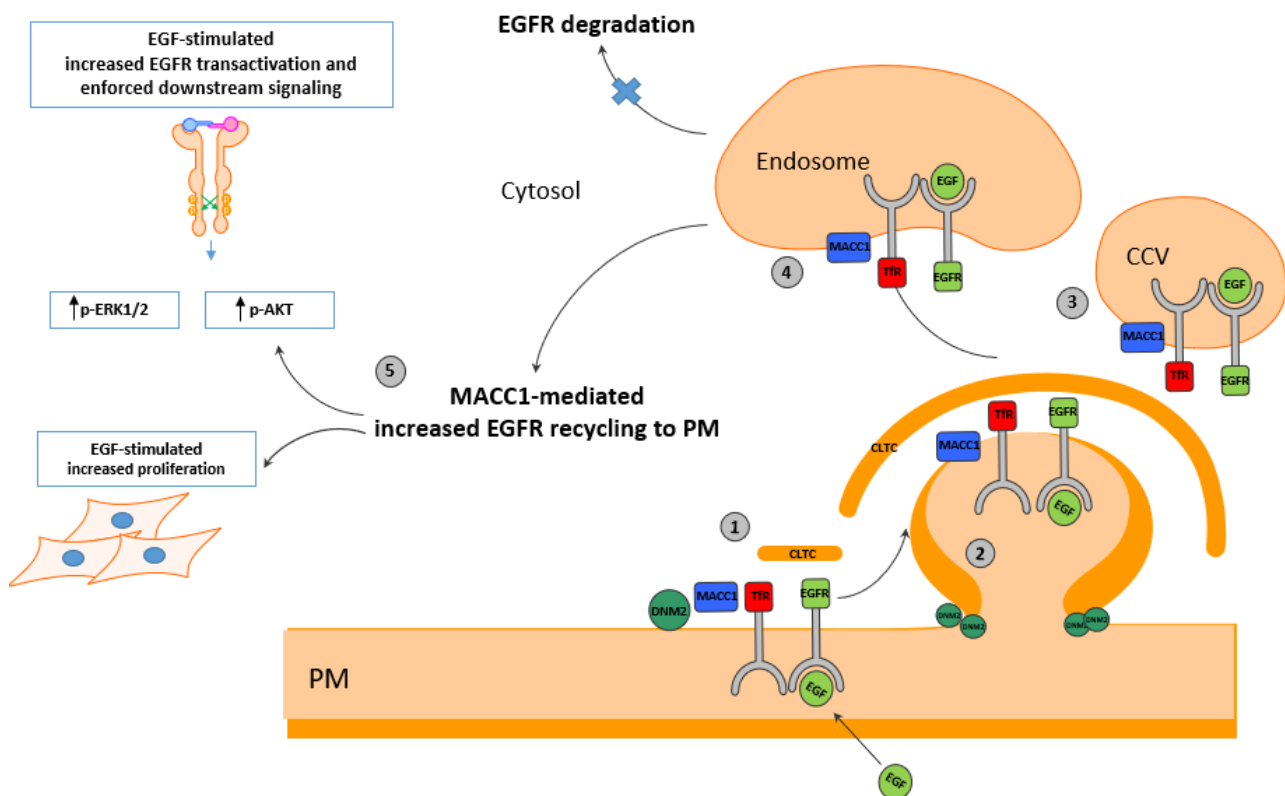 EGF-stimulated
increased EGFR transactivation and
enforced downstream signaling
P
P
P
P
p-ERK1/2
p-AKT
EGFR degradation
Cytosol
Endosome
EGF
MACC1
TfR
EGFR
4
CCV
EGF
3
MACC1
TfR
EGFR
5
MACC1-mediated
increased EGFR recycling to PM
EGF-stimulated
increased proliferation
CLTC
MACC1
TfR
EGFR
EGF
2
DNM2
DNM2
DNM2
DNM2
1
CLTC
DNM2
MACC1
TfR
EGFR
EGF
PM
EGF